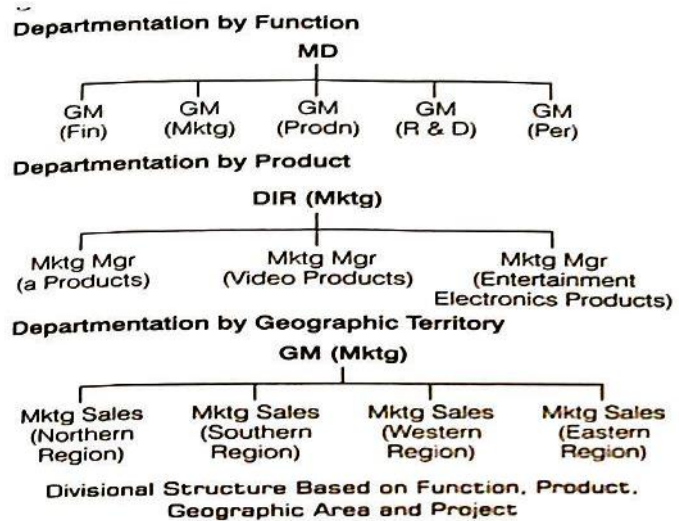 Departmentation by Function
MD
GM GM GM GM GM
(Fin) (Mktg) (Prodn) (R & D) (Per)
Departmentation by Product
DIR (Mktg)
Mktg Mgr Mktg Mgr Mktg Mgr
(a Products) (Video Products) (Entertainment
Electronics Products)
Departmentation by Geographic Territory
GM (Mktg)
Mktg Sales Mktg Sales Mktg Sales Mktg Sales
(Northern (Southern (Western (Eastern
Region) Region) Region) Region)
Divisional Structure Based on Function, Product,
Geographic Area and Project